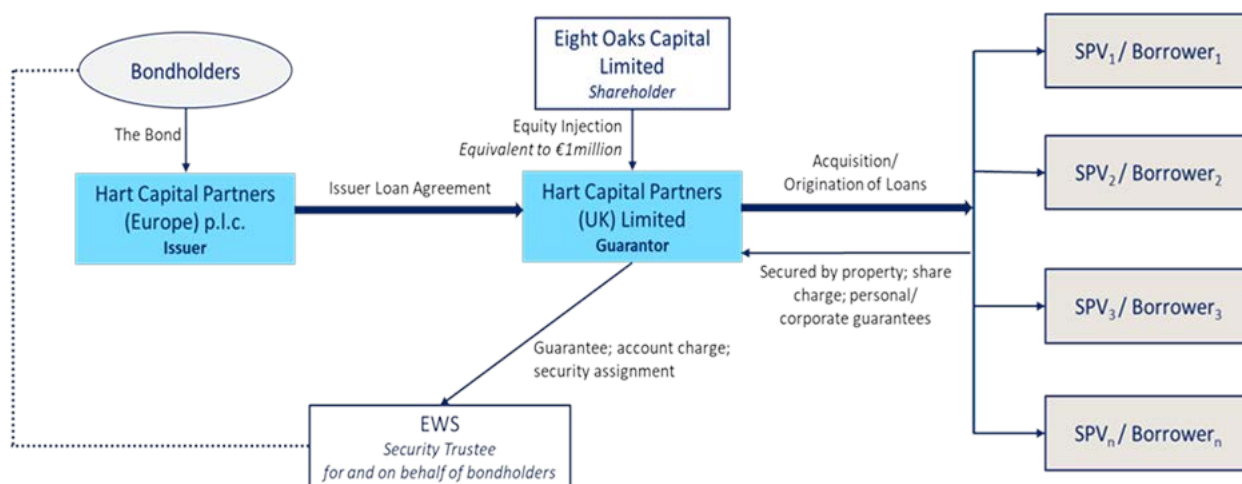 Bondholders
The Bond
Hart Capital Partners
(Europe) p.l.c.
Issuer
Issuer Loan Agreement
Eight Oaks Capital
Limited
Shareholder
Equity Injection
Equivalent to €1million
Hart Capital Partners
(UK) Limited
Guarantor
Acquisition/
Origination of Loans
Secured by property; share
charge; personal/
corporate guarantees
Guarantee; account charge;
security assignment
EWS
Security Trustee
for and on behalf of bondholders
SPV₁ / Borrower₁
SPV₂ / Borrower₂
SPV₃ / Borrower₃
SPVₙ / Borrowerₙ